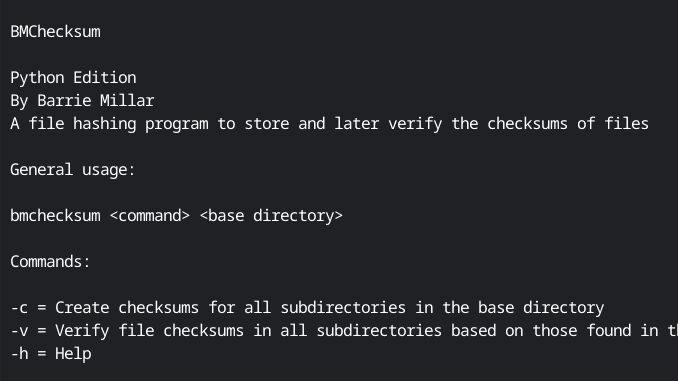 BMChecksum
Python Edition
By Barrie Millar
A file hashing program to store and later verify the checksums of files
General usage:
bmchecksum <command> <base directory>
Commands:
-c = Create checksums for all subdirectories in the base directory
-v = Verify file checksums in all subdirectories based on those found in
-h = Help